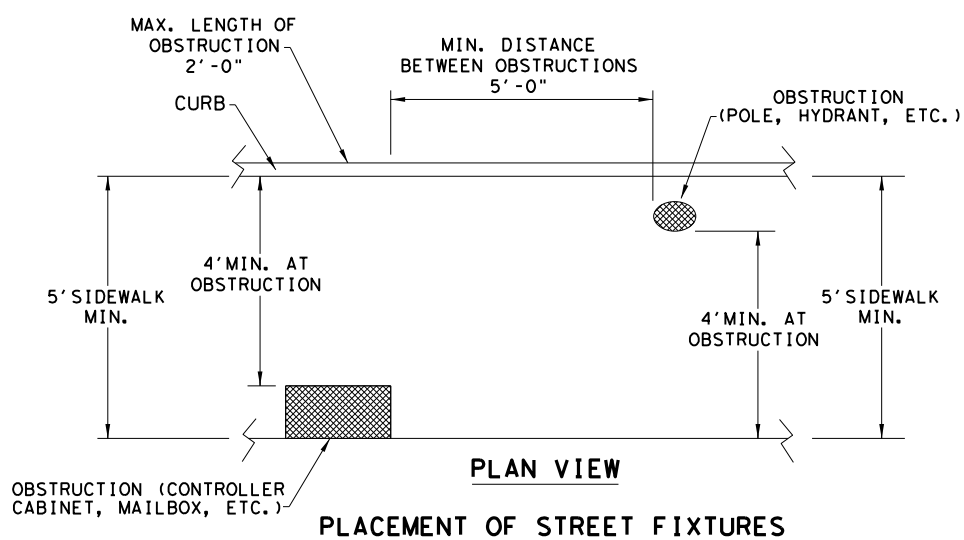 MAX. LENGTH OF
OBSTRUCTION
2'-0"
CURB
MIN. DISTANCE
BETWEEN OBSTRUCTIONS
5'-0"
OBSTRUCTION
(POLE, HYDRANT, ETC.)
4'MIN. AT
OBSTRUCTION
5'SIDEWALK
MIN.
4'MIN. AT
OBSTRUCTION
5'SIDEWALK
MIN.
OBSTRUCTION (CONTROLLER
CABINET, MAILBOX, ETC.)
PLAN VIEW
PLACEMENT OF STREET FIXTURES